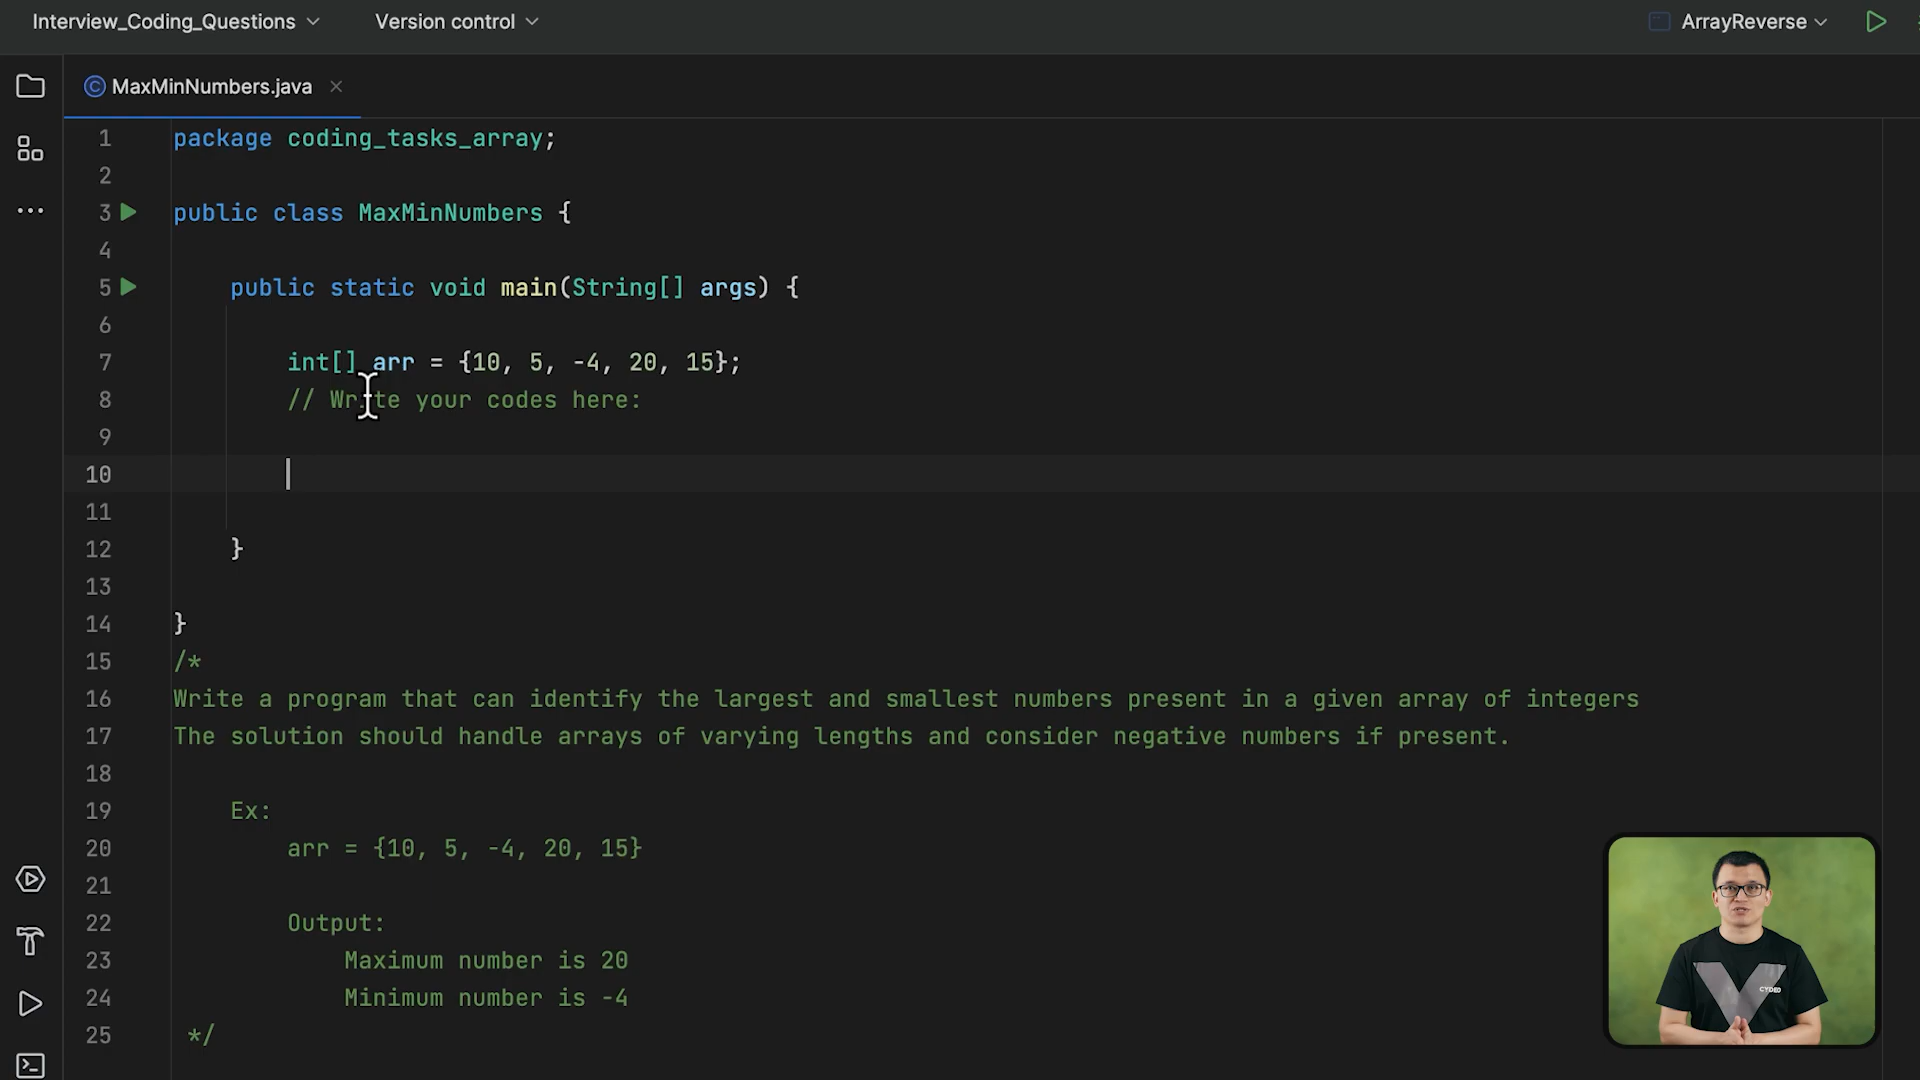 Interview_Coding_Questions Version control ArrayReverse
MaxMinNumbers.java
1 package coding_tasks_array;
2
3 public class MaxMinNumbers {
4
5 public static void main(String[] args) {
6
7 int[] arr = {10, 5, -4, 20, 15};
8 // Write your codes here:
9
10
11
12 }
13
14 }
15 /*
16 Write a program that can identify the largest and smallest numbers present in a given array of integers
17 The solution should handle arrays of varying lengths and consider negative numbers if present.
18
19 Ex:
20 arr = {10, 5, -4, 20, 15}
21
22 Output:
23 Maximum number is 20
24 Minimum number is -4
25 */
CYDEO